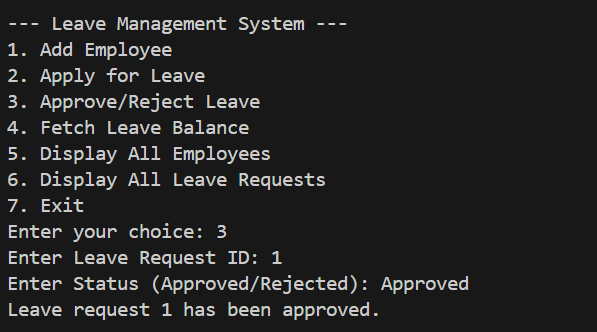 --- Leave Management System ---
1. Add Employee
2. Apply for Leave
3. Approve/Reject Leave
4. Fetch Leave Balance
5. Display All Employees
6. Display All Leave Requests
7. Exit
Enter your choice: 3
Enter Leave Request ID: 1
Enter Status (Approved/Rejected): Approved
Leave request 1 has been approved.